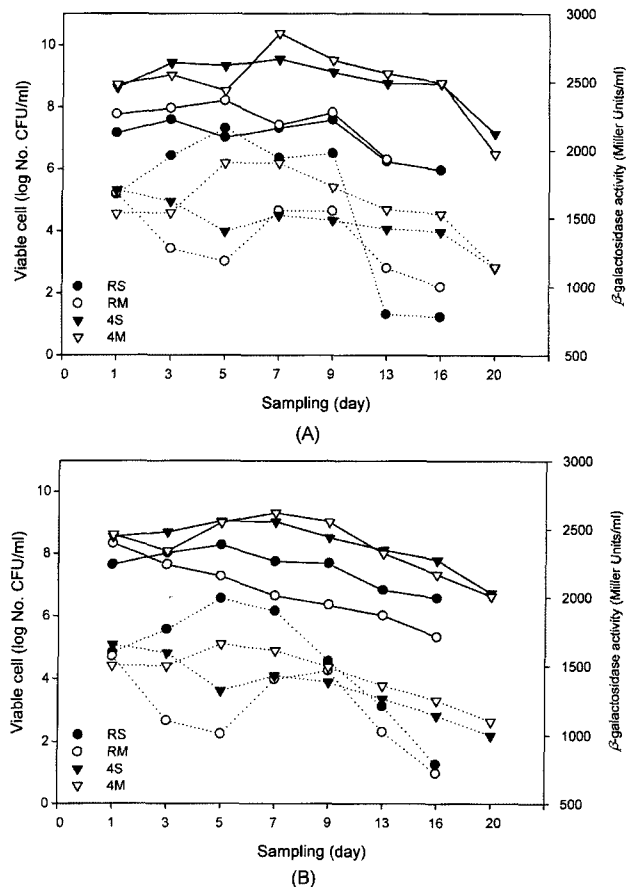 Viable cell (log No. CFU/ml)
10
8
6
4
2
0
3000
2500
2000
1500
1000
500
β-galactosidase activity (Miller Units/ml)
RS
RM
4S
4M
0 1 3 5 7 9 13 16 20
Sampling (day)
(A)
Viable cell (log No. CFU/ml)
10
8
6
4
2
0
3000
2500
2000
1500
1000
500
β-galactosidase activity (Miller Units/ml)
RS
RM
4S
4M
0 1 3 5 7 9 13 16 20
Sampling (day)
(B)